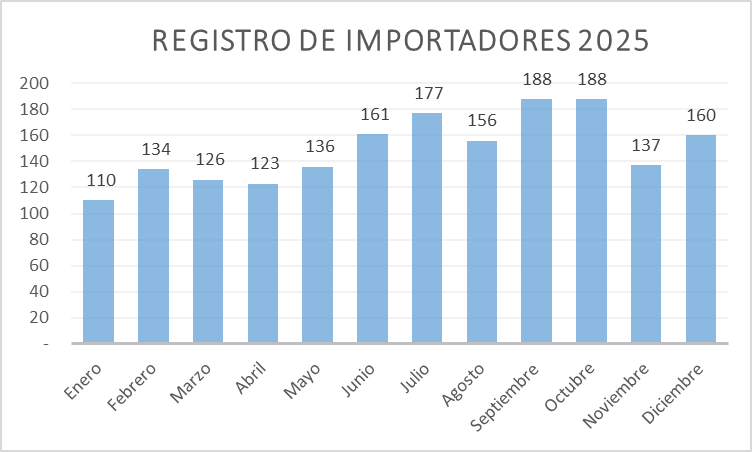 REGISTRO DE IMPORTADORES 2025
200
180
160
140
120
100
80
60
40
20
-
110
134
126
123
136
161
177
156
188
188
137
160
Enero
Febrero
Marzo
Abril
Mayo
Junio
Julio
Agosto
Septiembre
Octubre
Noviembre
Diciembre